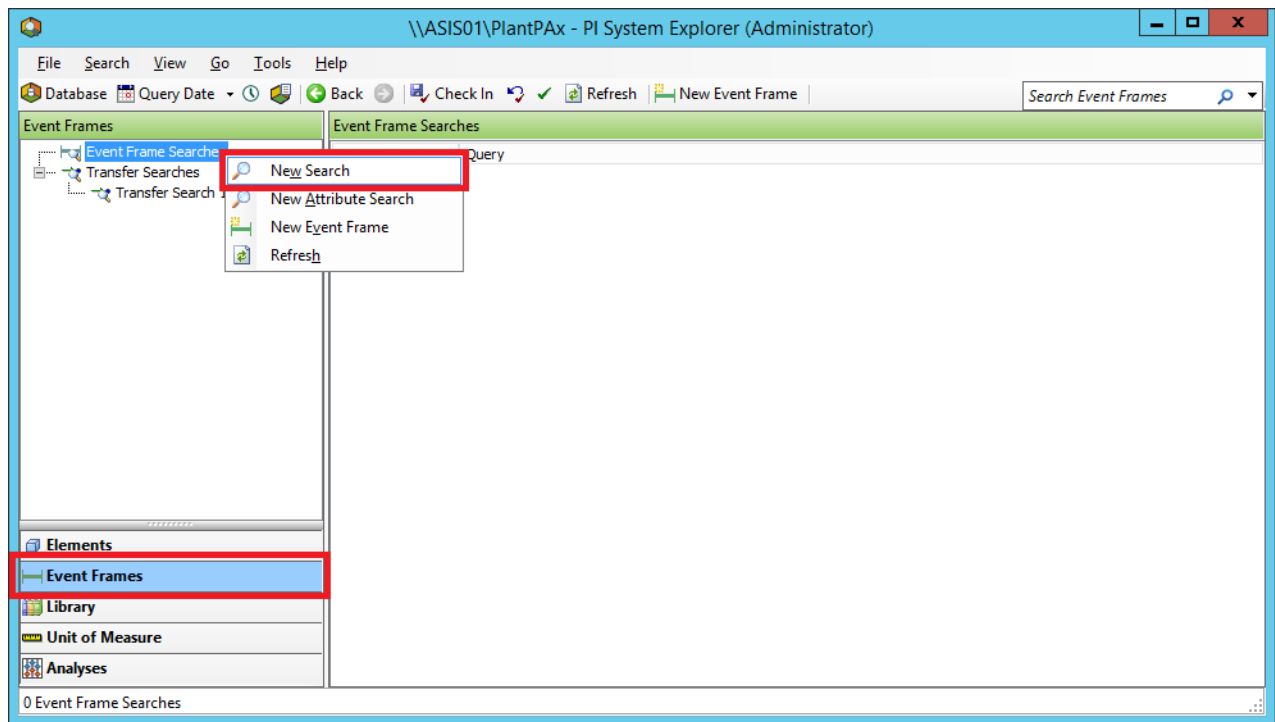 \\ASIS01\PlantPAx - PI System Explorer (Administrator)
File Search View Go Tools Help
Database Query Date Back Check In Refresh New Event Frame Search Event Frames
Event Frames Event Frame Searches
Event Frame Searche Query
Transfer Searches
Transfer Search
New Search
New Attribute Search
New Event Frame
Refresh
Elements
Event Frames
Library
Unit of Measure
Analyses
0 Event Frame Searches